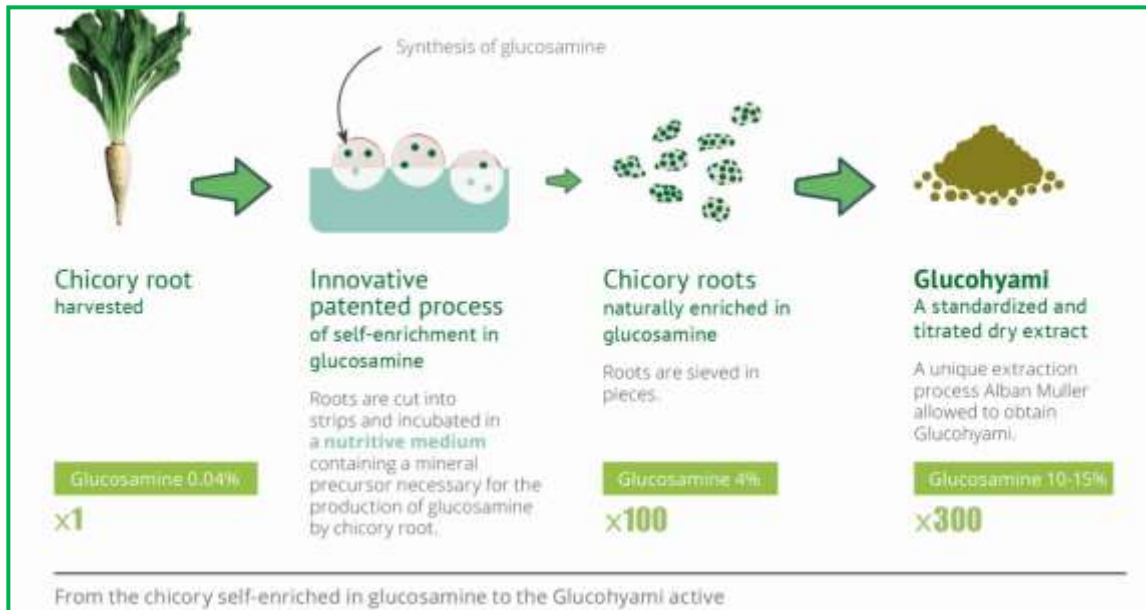 Synthesis of glucosamine
Chicory root
harvested
Glucosamine 0.04%
x1
Innovative
patented process
of self-enrichment in
glucosamine
Roots are cut into
strips and incubated in
a nutritive medium
containing a mineral
precursor necessary for the
production of glucosamine
by chicory root.
Chicory roots
naturally enriched in
glucosamine
Roots are sieved in
pieces.
Glucosamine 4%
x100
Glucohyami
A standardized and
titrated dry extract
A unique extraction
process Alban Muller
allowed to obtain
Glucohyami.
Glucosamine 10-15%
x300
From the chicory self-enriched in glucosamine to the Glucohyami active